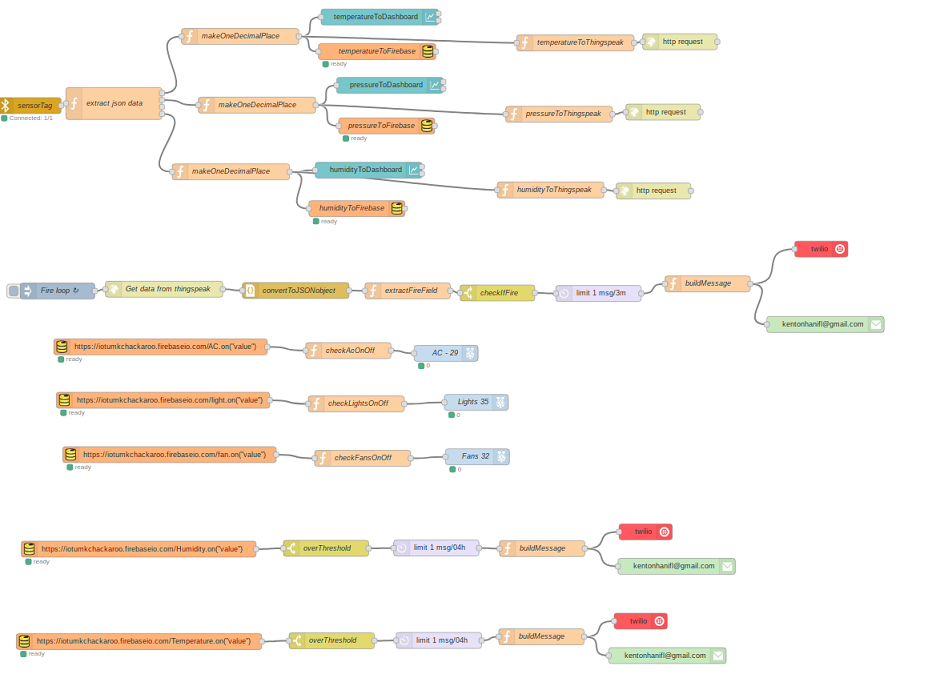 temperatureToDashboard
makeOneDecimalPlace
temperatureToThingspeak
http request
temperatureToFirebase
ready
pressureToDashboard
sensorTag
Connected: 1/1
extract json data
makeOneDecimalPlace
pressureToThingspeak
http request
pressureToFirebase
ready
makeOneDecimalPlace
humidityToDashboard
humidityToThingspeak
http request
humidityToFirebase
ready
twilio
Fire loop ↻
Get data from thingspeak
convertToJSONobject
extractFireField
checkIfFire
limit 1 msg/3m
buildMessage
kentonhanifl@gmail.com
https://iotumkchackaroo.firebaseio.com/AC.on("value")
ready
checkAcOnOff
AC - 29
0
https://iotumkchackaroo.firebaseio.com/light.on("value")
ready
checkLightsOnOff
Lights 35
0
https://iotumkchackaroo.firebaseio.com/fan.on("value")
ready
checkFansOnOff
Fans 32
0
twilio
https://iotumkchackaroo.firebaseio.com/Humidity.on("value")
ready
overThreshold
limit 1 msg/04h
buildMessage
kentonhanifl@gmail.com
twilio
https://iotumkchackaroo.firebaseio.com/Temperature.on("value")
ready
overThreshold
limit 1 msg/04h
buildMessage
kentonhanifl@gmail.com